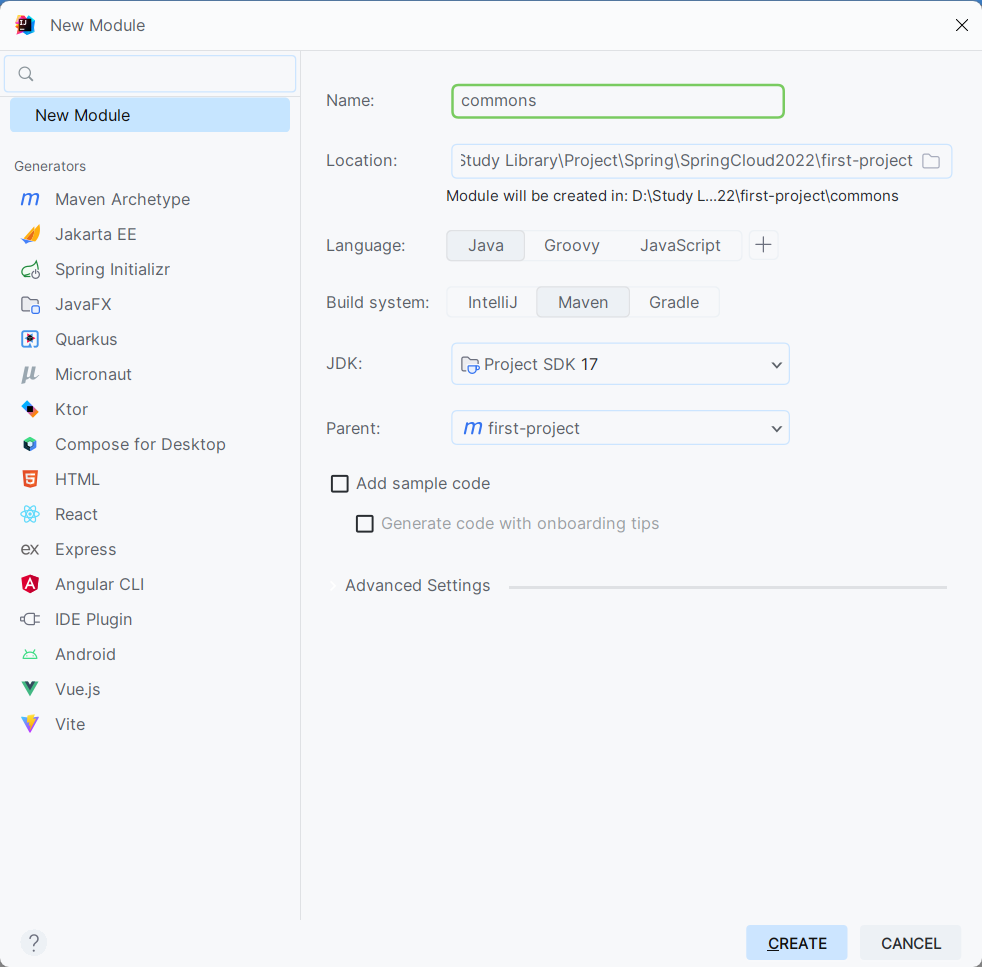 New Module
New Module
Generators
Maven Archetype
Jakarta EE
Spring Initializr
JavaFX
Quarkus
Micronaut
Ktor
Compose for Desktop
HTML
React
ex Express
Angular CLI
IDE Plugin
Android
Vue.js
Vite
Name: commons
Location: Study Library\Project\Spring\SpringCloud2022\first-project
Module will be created in: D:\Study L...22\first-project\commons
Language: Java Groovy JavaScript
Build system: IntelliJ Maven Gradle
JDK: Project SDK 17
Parent: first-project
Add sample code
Generate code with onboarding tips
Advanced Settings
?
CREATE CANCEL